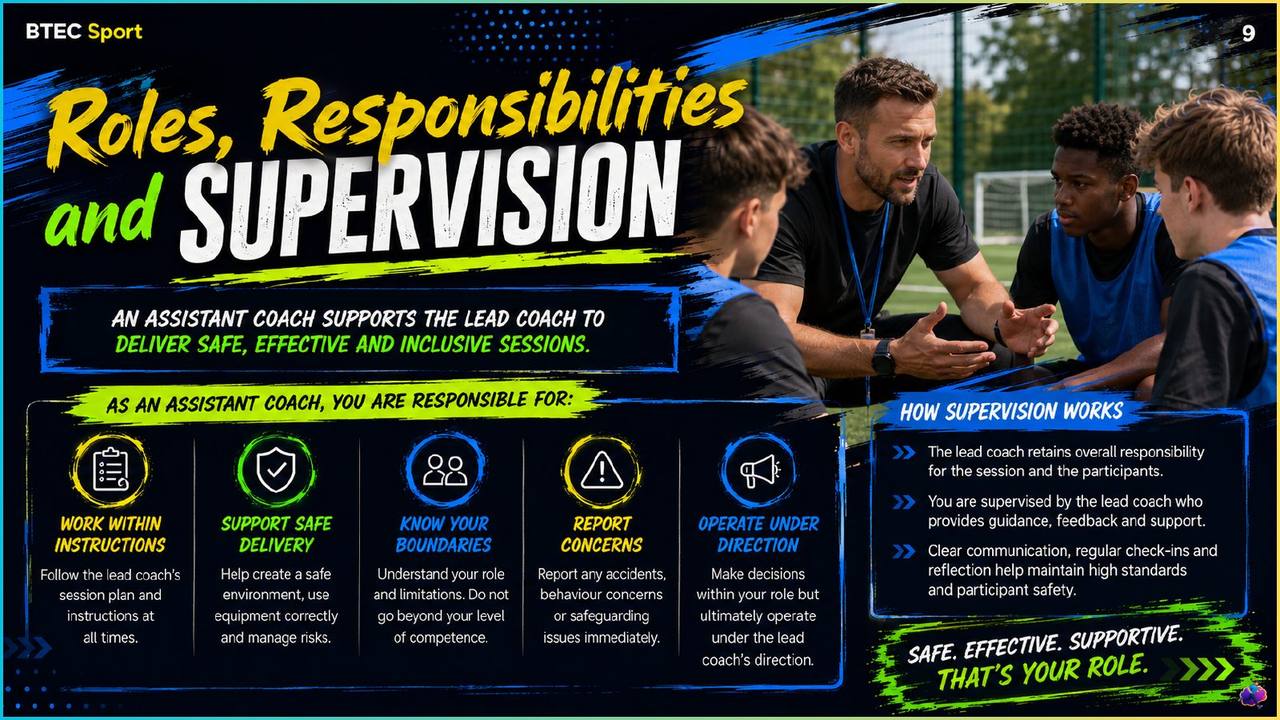 BTEC Sport
9
Roles, Responsibilities
and SUPERVISION
AN ASSISTANT COACH SUPPORTS THE LEAD COACH TO
DELIVER SAFE, EFFECTIVE AND INCLUSIVE SESSIONS.
AS AN ASSISTANT COACH, YOU ARE RESPONSIBLE FOR:
WORK WITHIN
INSTRUCTIONS
Follow the lead coach's
session plan and
instructions at
all times.
SUPPORT SAFE
DELIVERY
Help create a safe
environment, use
equipment correctly
and manage risks.
KNOW YOUR
BOUNDARIES
Understand your role
and limitations. Do not
go beyond your level
of competence.
REPORT
CONCERNS
Report any accidents,
behaviour concerns
or safeguarding
issues immediately.
OPERATE UNDER
DIRECTION
Make decisions
within your role but
ultimately operate
under the lead
coach's direction.
HOW SUPERVISION WORKS
The lead coach retains overall responsibility
for the session and the participants.
You are supervised by the lead coach who
provides guidance, feedback and support.
Clear communication, regular check-ins and
reflection help maintain high standards
and participant safety.
SAFE. EFFECTIVE. SUPPORTIVE.
THAT'S YOUR ROLE.